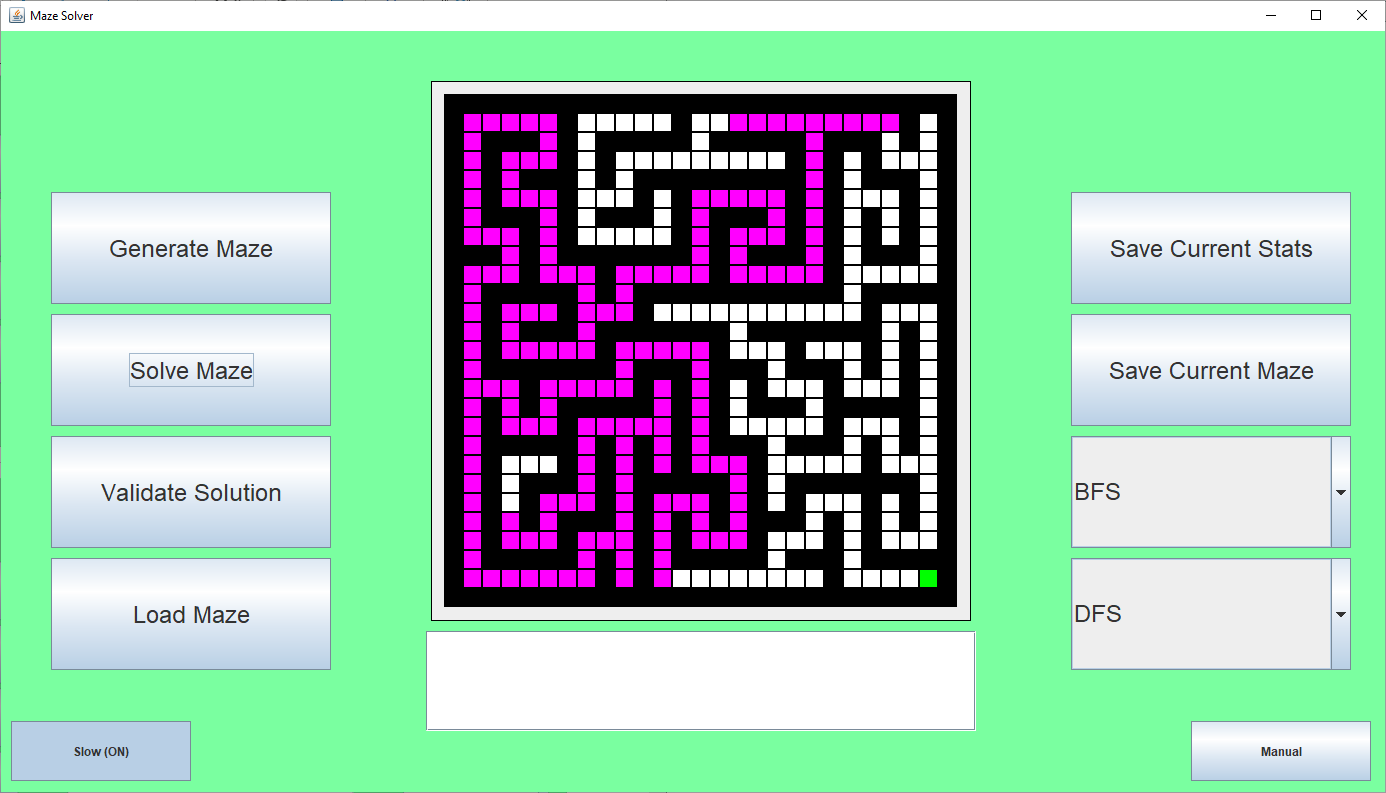 Maze Solver
Generate Maze
Solve Maze
Validate Solution
Load Maze
Slow (ON)
Save Current Stats
Save Current Maze
BFS
DFS
Manual